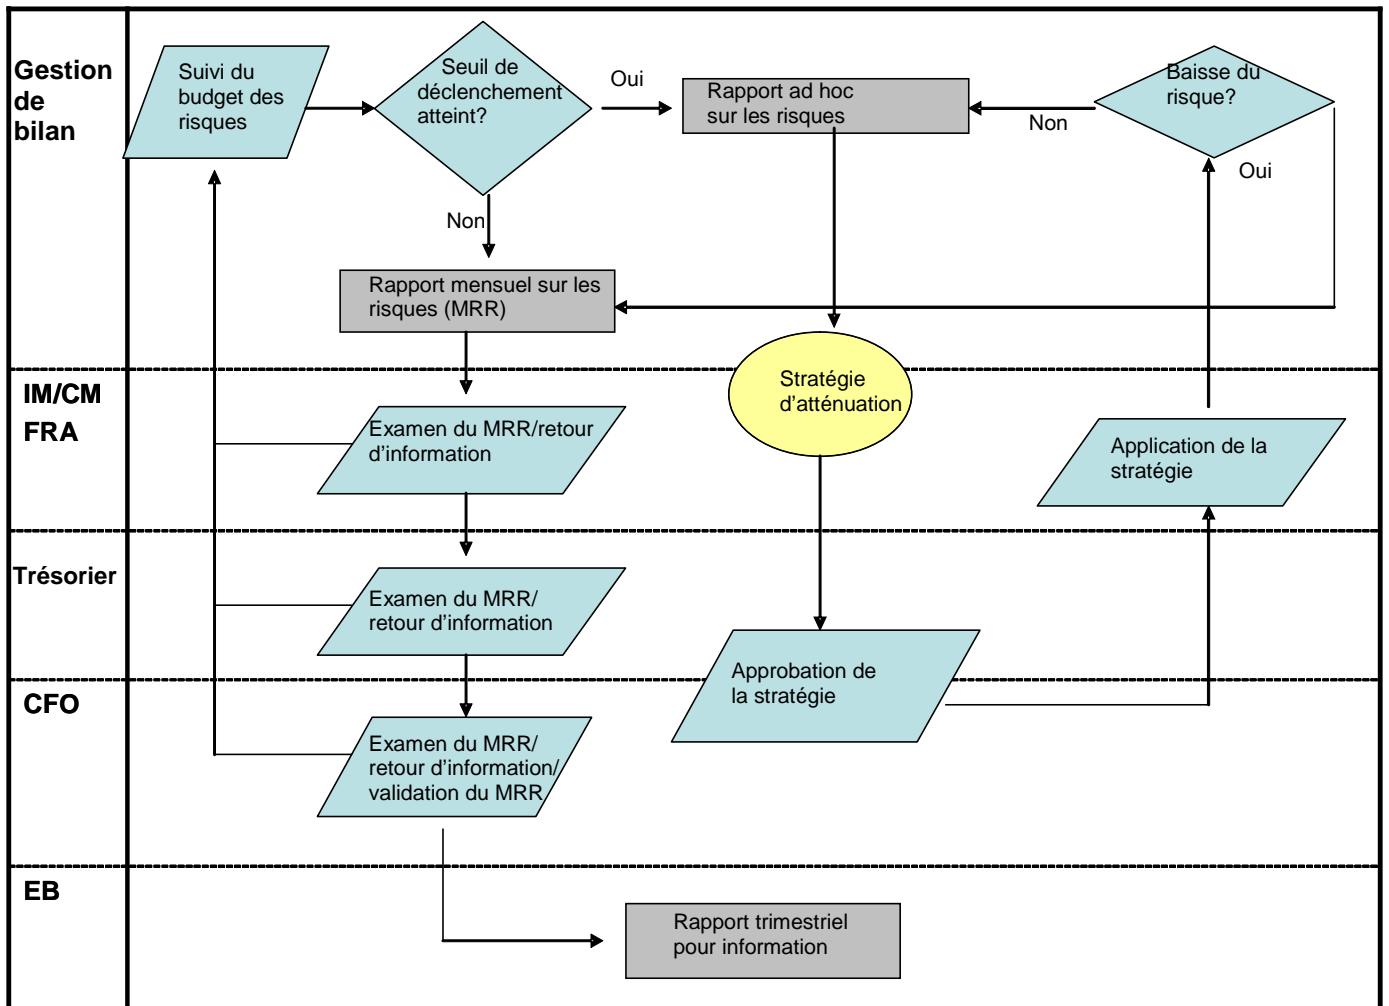 Gestion
de
bilan
Suivi du
budget des
risques
Seuil de
déclenchement
atteint?
Oui
Rapport ad hoc
sur les risques
Non
Baisse du
risque?
Oui
Non
Rapport mensuel sur les
risques (MRR)
IM/CM
FRA
Examen du MRR/retour
d'information
Stratégie
d'atténuation
Application de la
stratégie
Trésorier
Examen du MRR/
retour d'information
Approbation de
la stratégie
CFO
Examen du MRR/
retour d'information/
validation du MRR
EB
Rapport trimestriel
pour information